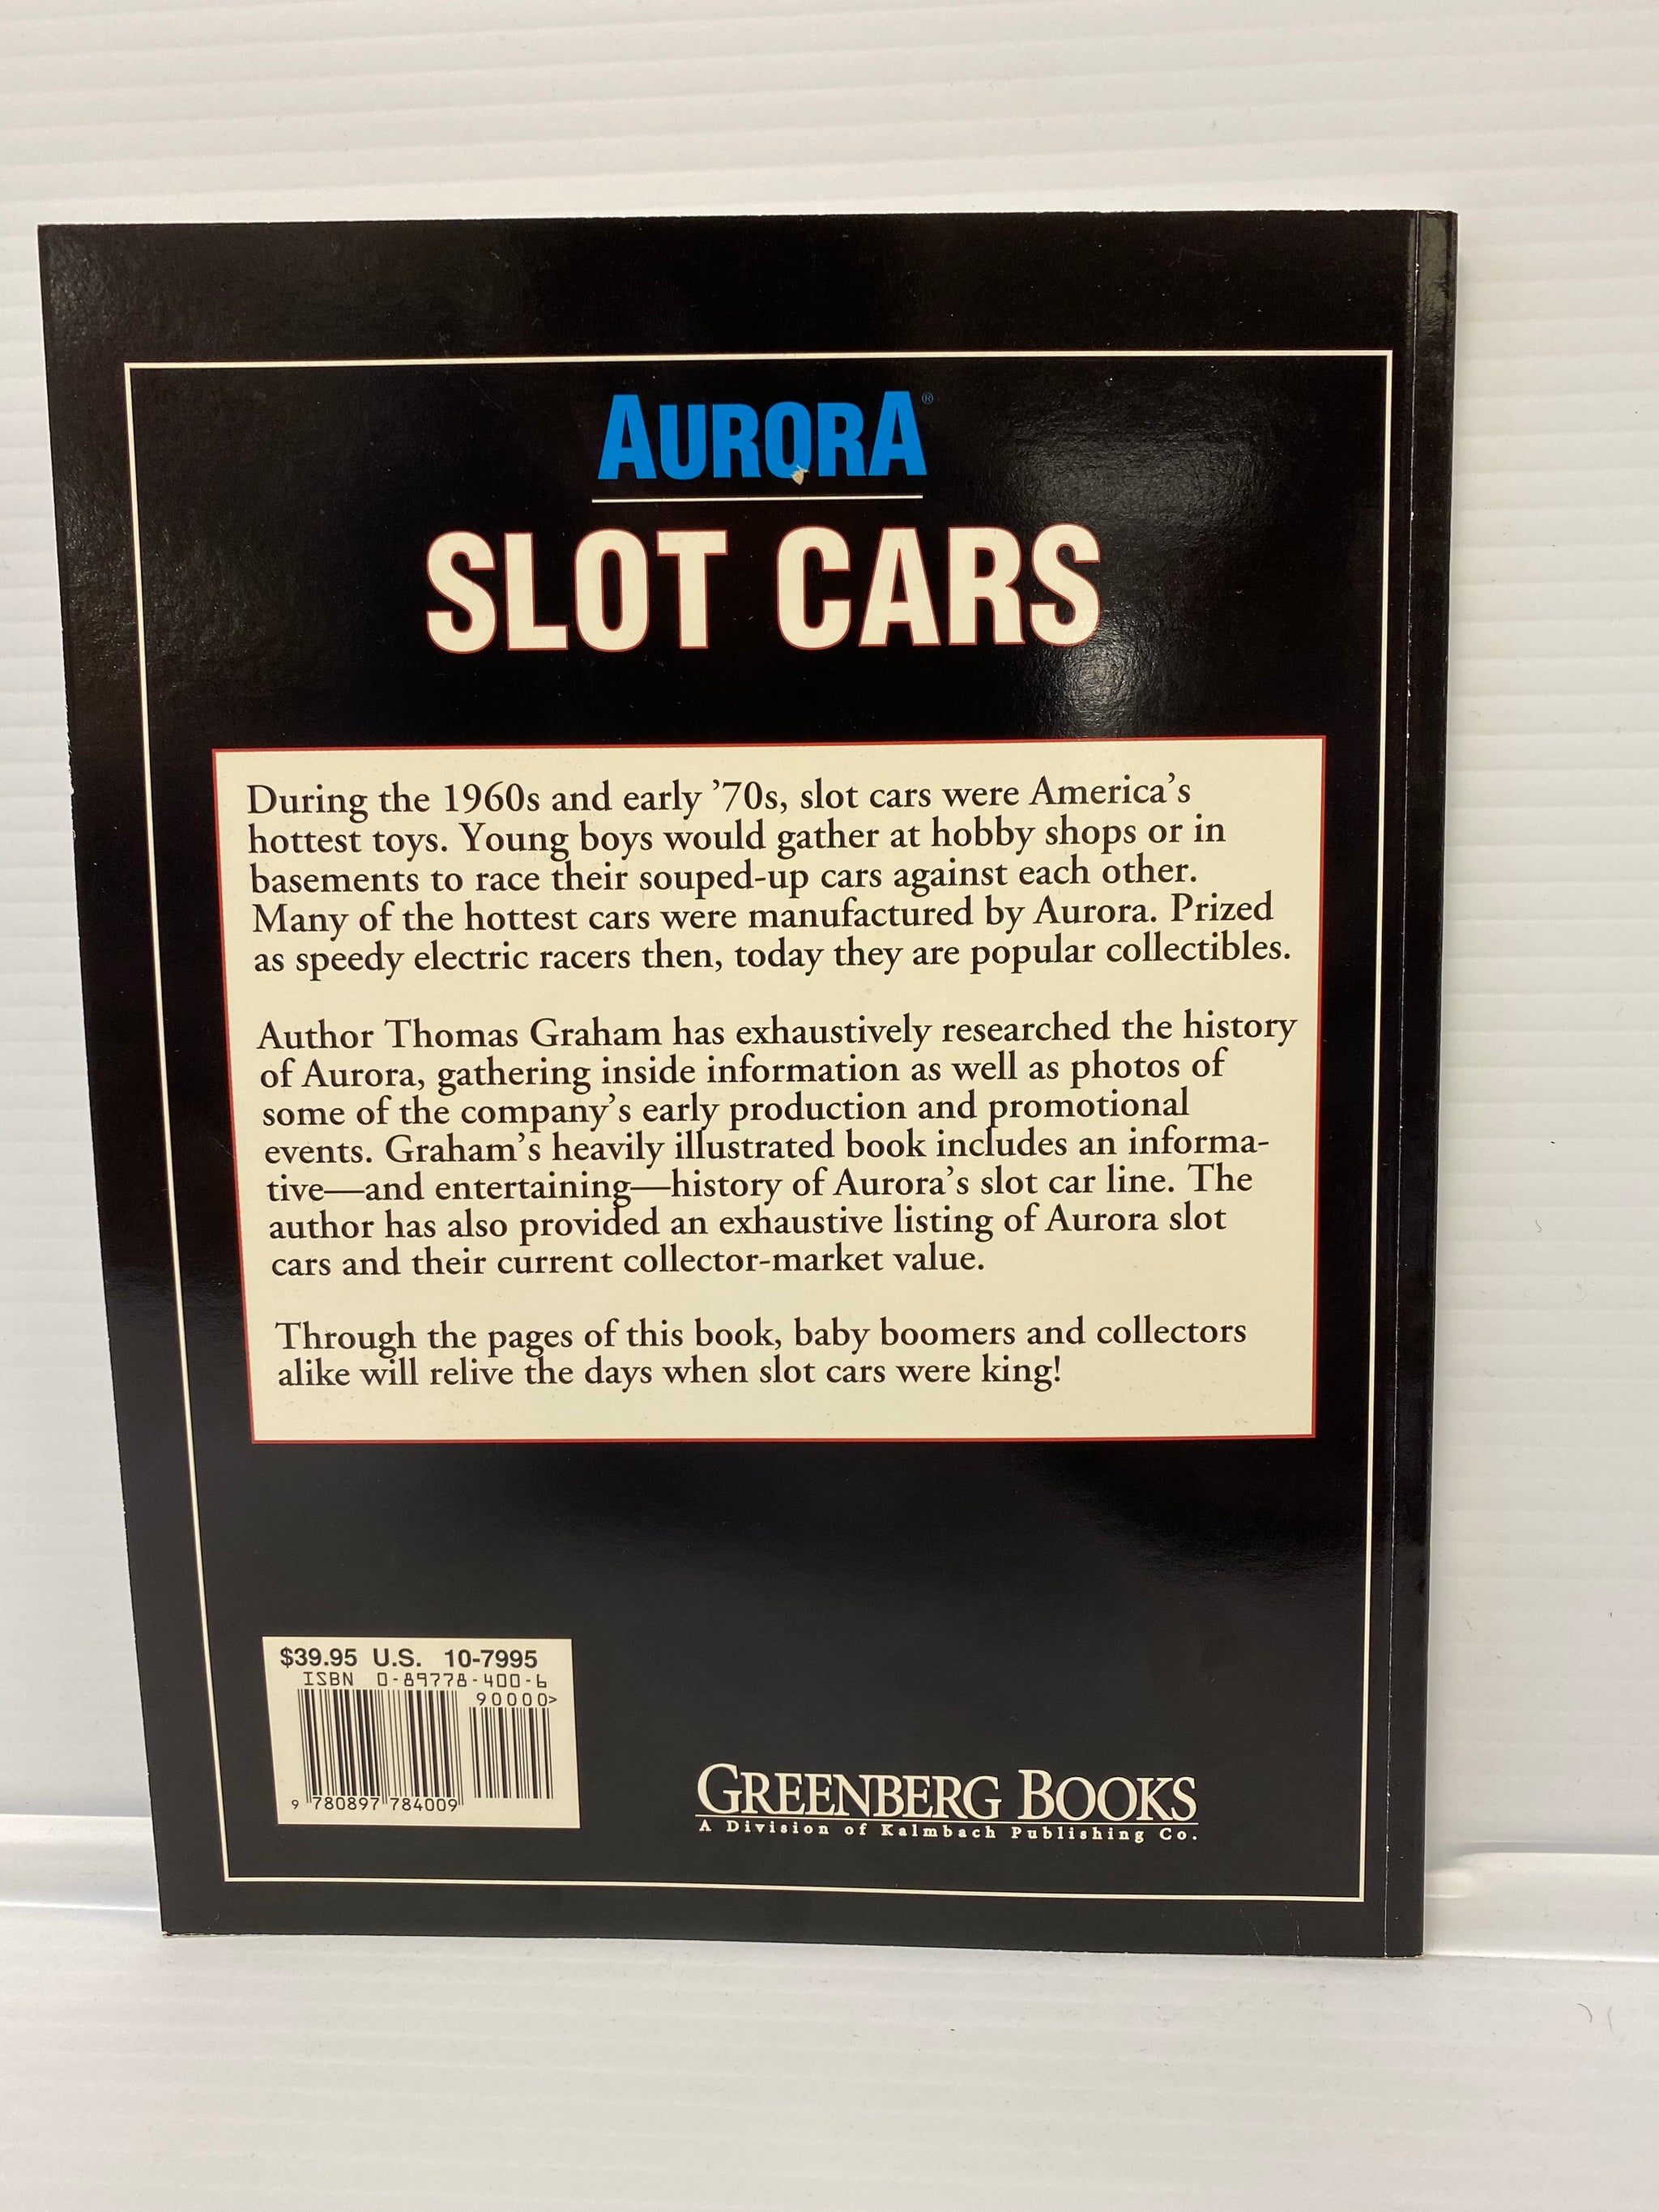 AURORA®
SLOT CARS
During the 1960s and early ’70s, slot cars were America’s
hottest toys. Young boys would gather at hobby shops or in
basements to race their souped-up cars against each other.
Many of the hottest cars were manufactured by Aurora. Prized
as speedy electric racers then, today they are popular collectibles.
Author Thomas Graham has exhaustively researched the history
of Aurora, gathering inside information as well as photos of
some of the company’s early production and promotional
events. Graham’s heavily illustrated book includes an informa-
tive—and entertaining—history of Aurora’s slot car line. The
author has also provided an exhaustive listing of Aurora slot
cars and their current collector-market value.
Through the pages of this book, baby boomers and collectors
alike will relive the days when slot cars were king!
$39.95 U.S. 10-7995
ISBN 0-89778-400-6
90000>
9 780897 784009
GREENBERG BOOKS
A Division of Kalmbach Publishing Co.